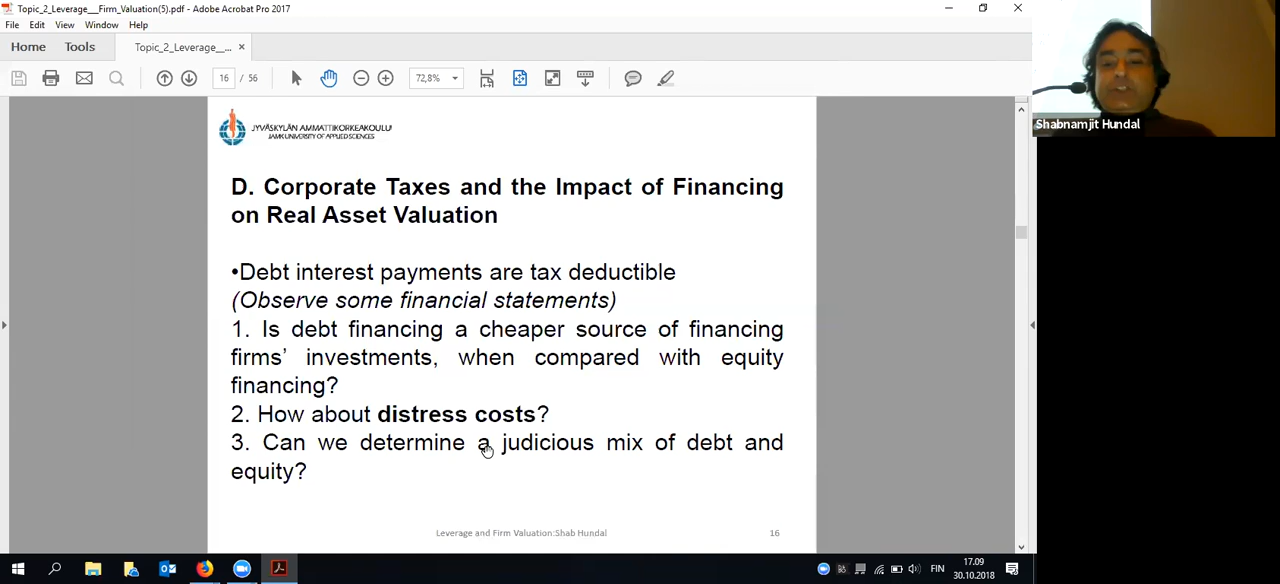 Topic_2_Leverage__Firm_Valuation(5).pdf - Adobe Acrobat Pro 2017
File Edit View Window Help
Home Tools Topic_2_Leverage__... ×
16 / 56 72,8%
Shabnamjit Hundal
JYVÄSKYLÄN AMMATTIKORKEAKOULU
JAMK UNIVERSITY OF APPLIED SCIENCES
D. Corporate Taxes and the Impact of Financing
on Real Asset Valuation
•Debt interest payments are tax deductible
(Observe some financial statements)
1. Is debt financing a cheaper source of financing
firms’ investments, when compared with equity
financing?
2. How about distress costs?
3. Can we determine a judicious mix of debt and
equity?
Leverage and Firm Valuation:Shab Hundal 16
FIN 17.09
30.10.2018